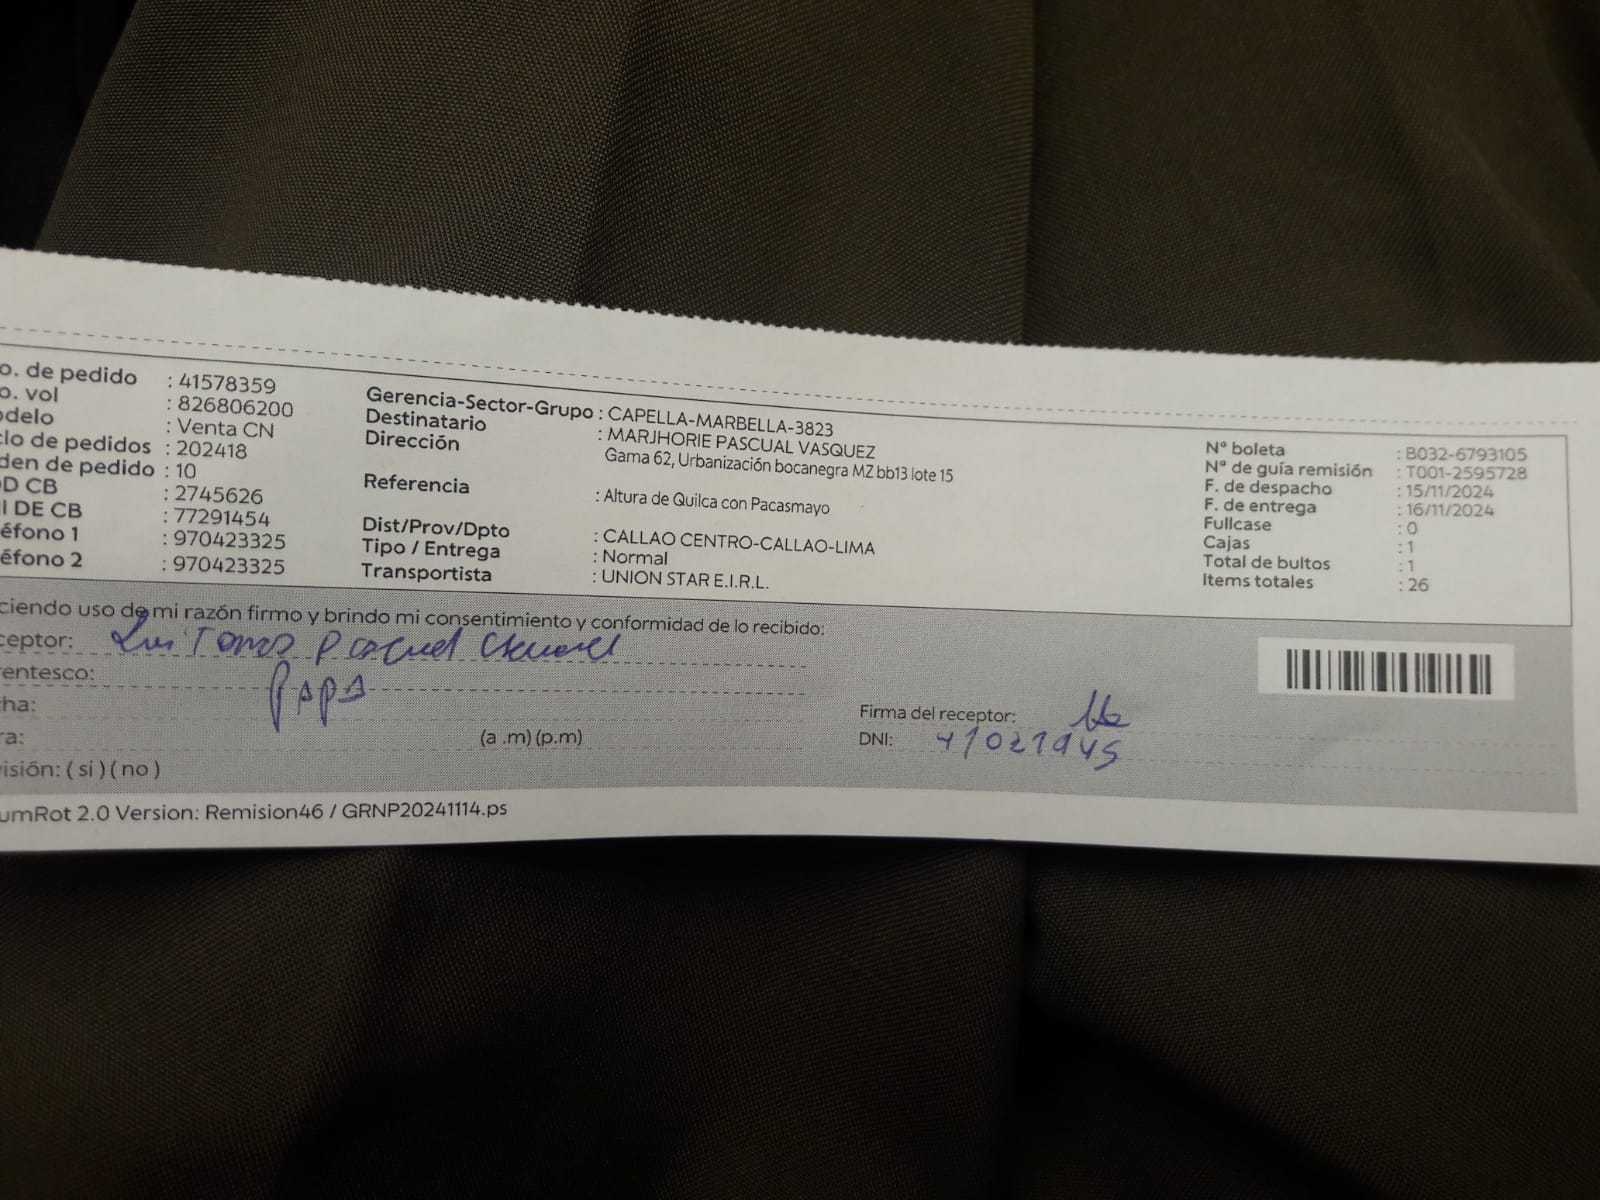 o. de pedido : 41578359
o. vol : 826806200
odelo : Venta CN
clo de pedidos : 202418
den de pedido : 10
OD CB : 2745626
I DE CB : 77291454
éfono 1 : 970423325
éfono 2 : 970423325
Gerencia-Sector-Grupo : CAPELLA-MARBELLA-3823
Destinatario : MARJHORIE PASCUAL VASQUEZ
Dirección Gama 62, Urbanización bocanegra MZ bb13 lote 15
Referencia : Altura de Quilca con Pacasmayo
Dist/Prov/Dpto : CALLAO CENTRO-CALLAO-LIMA
Tipo / Entrega : Normal
Transportista : UNION STAR E.I.R.L.
N° boleta : B032-6793105
N° de guía remisión : T001-2595728
F. de despacho : 15/11/2024
F. de entrega : 16/11/2024
Fullcase : 0
Cajas : 1
Total de bultos : 1
Items totales : 26
ciendo uso de mi razón firmo y brindo mi consentimiento y conformidad de lo recibido:
ceptor: Luis Tomas Pascual
entesco: PAPA
ha:
ra: (a .m) (p.m)
isión: ( si ) ( no )
Firma del receptor:
DNI: 41021945
umRot 2.0 Version: Remision46 / GRNP20241114.ps